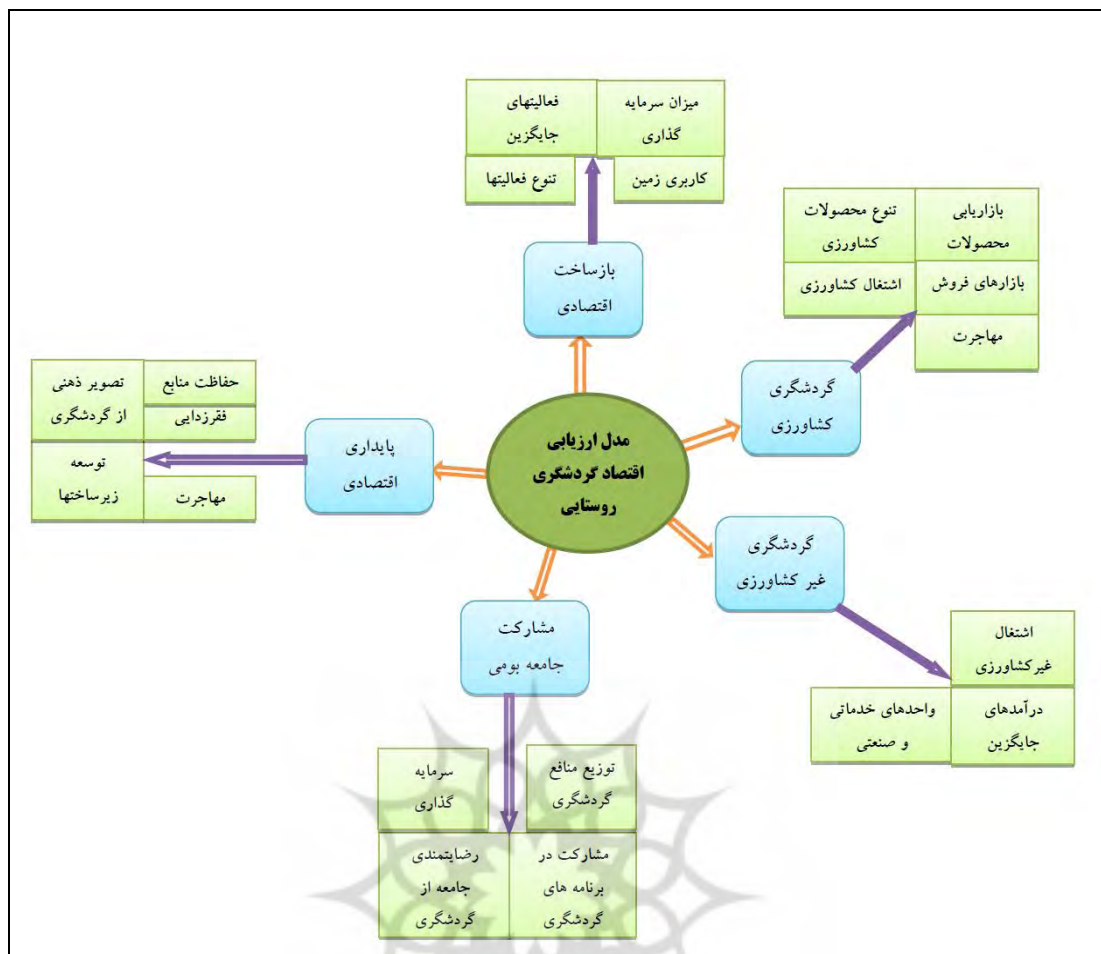 میزان سرمایه
گذاری
فعالیتهای
جایگزین
کاربری زمین
تنوع فعالیتها
بازساخت
اقتصادی
بازاریابی
محصولات
تنوع محصولات
کشاورزی
بازارهای فروش
اشتغال کشاورزی
مهاجرت
گردشگری
کشاورزی
مدل ارزیابی
اقتصاد گردشگری
روستایی
گردشگری
غیر کشاورزی
اشتغال
غیرکشاورزی
درآمدهای
جایگزین
واحدهای خدماتی
و صنعتی
مشارکت
جامعه بومی
توزیع منافع
گردشگری
سرمایه
گذاری
مشارکت در
برنامه های
گردشگری
رضایتمندی
جامعه از
گردشگری
پایداری
اقتصادی
حفاظت منابع
فقرزدایی
تصویر ذهنی
از گردشگری
مهاجرت
توسعه
زیرساختها